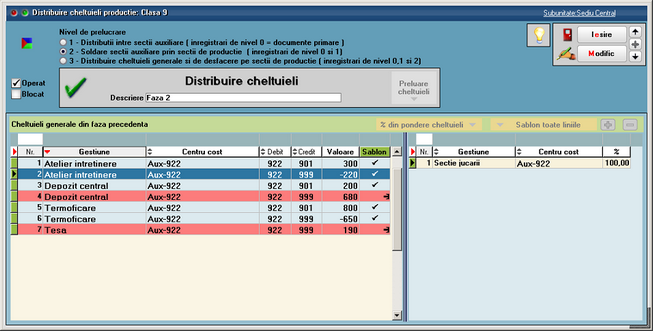 Distribuire cheltuieli productie: Clasa 9
Subunitate:Sediu Central
Nivel de pelucrare
1 - Distributii intre sectii auxiliare ( inregistrari de nivel 0 = documente primare )
2 - Soldare sectii auxiliare prin sectii de productie ( inregistrari de nivel 0 si 1)
3 - Distribuire cheltuieli generale si de desfacere pe sectii de productie ( inregistrari de nivel 0,1 si 2)
Iesire
Modific
Operat
Blocat
Distribuire cheltuieli
Descriere Faza 2
Preluare cheltuieli
Cheltuieli generale din faza precedenta
% din pondere cheltuieli
Sablon toate liniile
Nr. Gestiune Centru cost Debit Credit Valoare Sablon
1 Atelier intretinere Aux-922 922 901 300
2 Atelier intretinere Aux-922 922 999 -220
3 Depozit central Aux-922 922 901 200
4 Depozit central Aux-922 922 999 680
5 Termoficare Aux-922 922 901 800
6 Termoficare Aux-922 922 999 -650
7 Tesa Aux-922 922 999 190
Nr. Gestiune Centru cost %
1 Sectie jucarii Aux-922 100,00